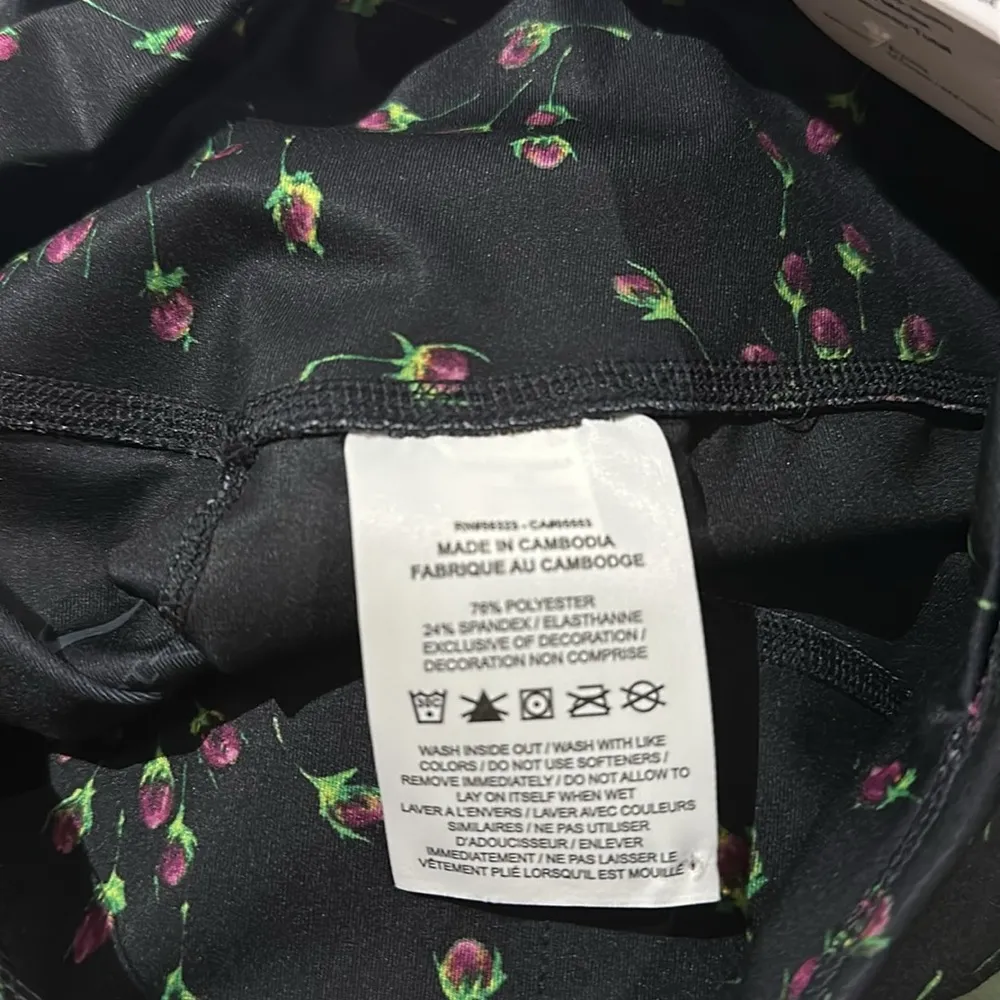 MADE IN CAMBODIA
FABRIQUE AU CAMBODGE
76% POLYESTER
24% SPANDEX / ELASTHANNE
EXCLUSIVE OF DECORATION /
DECORATION NON COMPRISE
WASH INSIDE OUT / WASH WITH LIKE
COLORS / DO NOT USE SOFTENERS /
REMOVE IMMEDIATELY / DO NOT ALLOW TO
LAY ON ITSELF WHEN WET
LAVER A L'ENVERS / LAVER AVEC COULEURS
SIMILAIRES / NE PAS UTILISER
D'ADOUCISSEUR / ENLEVER
IMMEDIATEMENT / NE PAS LAISSER LE
VÊTEMENT PLIÉ LORSQU'IL EST MOUILLÉ